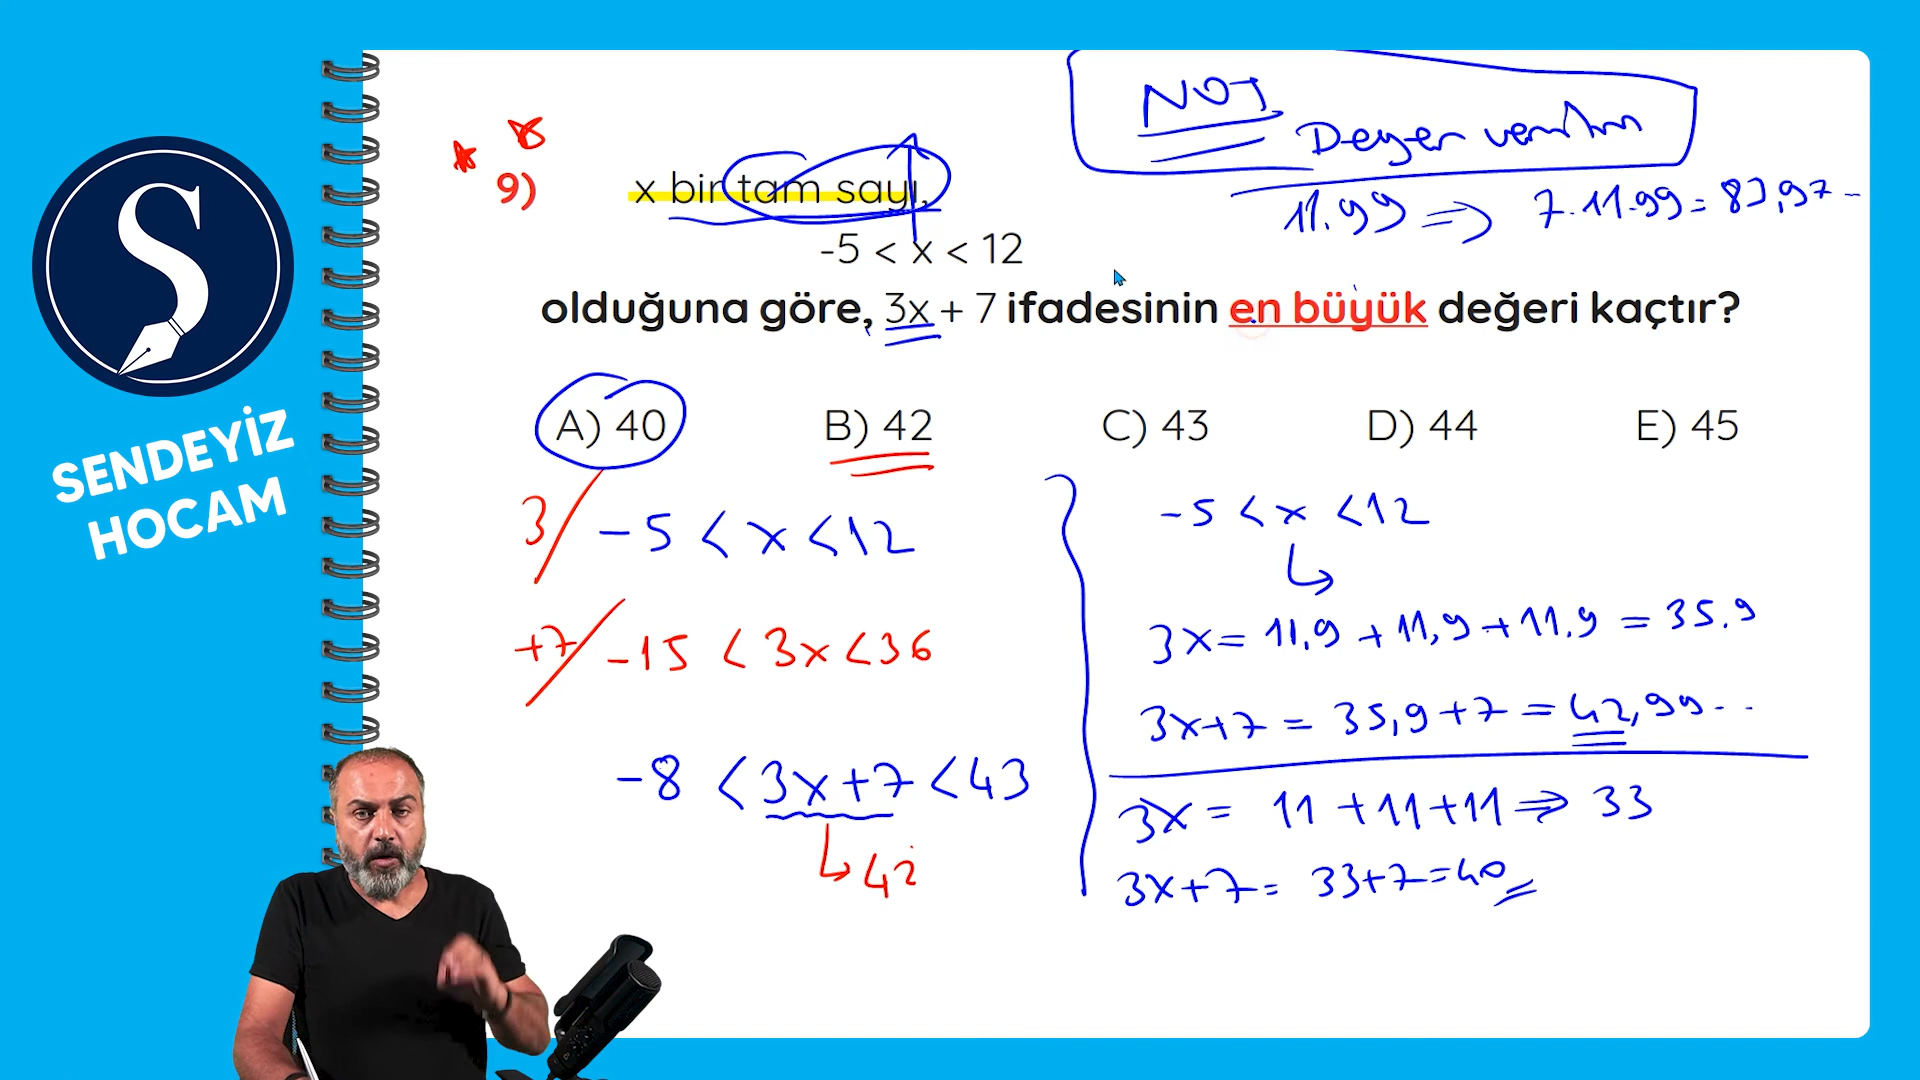 SENDEYİZ
HOCAM
NOT
Değer verilir
11.99 => 7.11.99 = 83,97 --
9)
x bir tam sayı,
-5 < x < 12
olduğuna göre, 3x + 7 ifadesinin en büyük değeri kaçtır?
A) 40 B) 42 C) 43 D) 44 E) 45
3/ -5 < x < 12
+7/ -15 < 3x < 36
-8 < 3x+7 < 43
↳ 42
-5 < x < 12
↳
3x = 11,9 + 11,9 + 11.9 = 35.9
3x+7 = 35,9+7 = 42,99...
3x = 11 + 11 + 11 => 33
3x+7 = 33+7=40